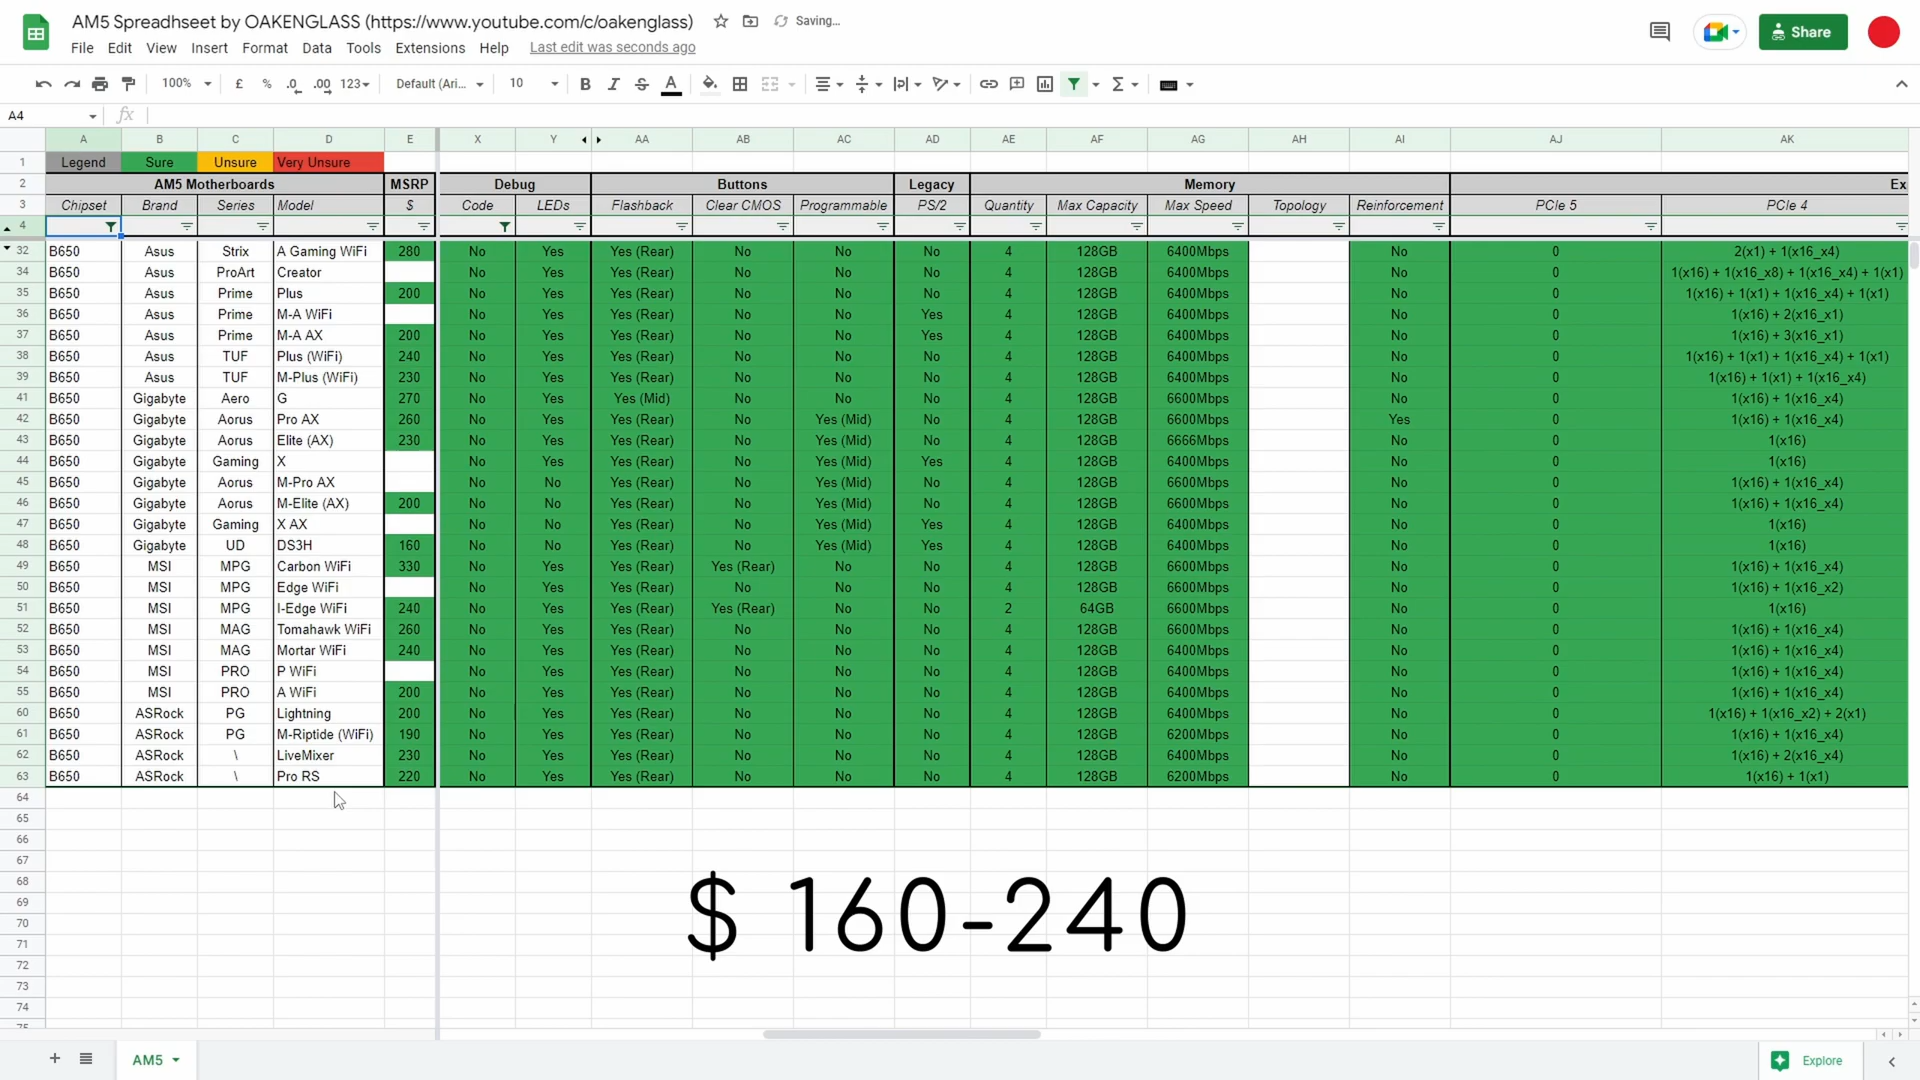 AM5 Spreadhseet by OAKENGLASS (https://www.youtube.com/c/oakenglass) Saving...
Share
File Edit View Insert Format Data Tools Extensions Help Last edit was seconds ago
100% £ % .0 .00 123 Default (Ari... 10 B I S A
A4 fx
A B C D E X Y AA AB AC AD AE AF AG AH AI AJ AK
1 Legend Sure Unsure Very Unsure
2 AM5 Motherboards MSRP Debug Buttons Legacy Memory Ex
3 Chipset Brand Series Model $ Code LEDs Flashback Clear CMOS Programmable PS/2 Quantity Max Capacity Max Speed Topology Reinforcement PCIe 5 PCIe 4
4
32 B650 Asus Strix A Gaming WiFi 280 No Yes Yes (Rear) No No No 4 128GB 6400Mbps No 0 2(x1) + 1(x16_x4)
34 B650 Asus ProArt Creator No Yes Yes (Rear) No No No 4 128GB 6400Mbps No 0 1(x16) + 1(x16_x8) + 1(x16_x4) + 1(x1)
35 B650 Asus Prime Plus 200 No Yes Yes (Rear) No No No 4 128GB 6400Mbps No 0 1(x16) + 1(x1) + 1(x16_x4) + 1(x1)
36 B650 Asus Prime M-A WiFi No Yes Yes (Rear) No No Yes 4 128GB 6400Mbps No 0 1(x16) + 2(x16_x1)
37 B650 Asus Prime M-A AX 200 No Yes Yes (Rear) No No Yes 4 128GB 6400Mbps No 0 1(x16) + 3(x16_x1)
38 B650 Asus TUF Plus (WiFi) 240 No Yes Yes (Rear) No No No 4 128GB 6400Mbps No 0 1(x16) + 1(x1) + 1(x16_x4) + 1(x1)
39 B650 Asus TUF M-Plus (WiFi) 230 No Yes Yes (Rear) No No No 4 128GB 6400Mbps No 0 1(x16) + 1(x1) + 1(x16_x4)
41 B650 Gigabyte Aero G 270 No Yes Yes (Mid) No No No 4 128GB 6600Mbps No 0 1(x16) + 1(x16_x4)
42 B650 Gigabyte Aorus Pro AX 260 No Yes Yes (Rear) No Yes (Mid) No 4 128GB 6600Mbps Yes 0 1(x16) + 1(x16_x4)
43 B650 Gigabyte Aorus Elite (AX) 230 No Yes Yes (Rear) No Yes (Mid) No 4 128GB 6666Mbps No 0 1(x16)
44 B650 Gigabyte Gaming X No Yes Yes (Rear) No Yes (Mid) Yes 4 128GB 6400Mbps No 0 1(x16)
45 B650 Gigabyte Aorus M-Pro AX No No Yes (Rear) No Yes (Mid) No 4 128GB 6600Mbps No 0 1(x16) + 1(x16_x4)
46 B650 Gigabyte Aorus M-Elite (AX) 200 No No Yes (Rear) No Yes (Mid) No 4 128GB 6600Mbps No 0 1(x16) + 1(x16_x4)
47 B650 Gigabyte Gaming X AX No No Yes (Rear) No Yes (Mid) Yes 4 128GB 6400Mbps No 0 1(x16)
48 B650 Gigabyte UD DS3H 160 No No Yes (Rear) No Yes (Mid) Yes 4 128GB 6400Mbps No 0 1(x16)
49 B650 MSI MPG Carbon WiFi 330 No Yes Yes (Rear) Yes (Rear) No No 4 128GB 6600Mbps No 0 1(x16) + 1(x16_x4)
50 B650 MSI MPG Edge WiFi No Yes Yes (Rear) No No No 4 128GB 6600Mbps No 0 1(x16) + 1(x16_x2)
51 B650 MSI MPG I-Edge WiFi 240 No Yes Yes (Rear) Yes (Rear) No No 2 64GB 6600Mbps No 0 1(x16)
52 B650 MSI MAG Tomahawk WiFi 260 No Yes Yes (Rear) No No No 4 128GB 6600Mbps No 0 1(x16) + 1(x16_x4)
53 B650 MSI MAG Mortar WiFi 240 No Yes Yes (Rear) No No No 4 128GB 6400Mbps No 0 1(x16) + 1(x16_x4)
54 B650 MSI PRO P WiFi No Yes Yes (Rear) No No No 4 128GB 6400Mbps No 0 1(x16) + 1(x16_x4)
55 B650 MSI PRO A WiFi 200 No Yes Yes (Rear) No No No 4 128GB 6400Mbps No 0 1(x16) + 1(x16_x4)
60 B650 ASRock PG Lightning 200 No Yes Yes (Rear) No No No 4 128GB 6400Mbps No 0 1(x16) + 1(x16_x2) + 2(x1)
61 B650 ASRock PG M-Riptide (WiFi) 190 No Yes Yes (Rear) No No No 4 128GB 6200Mbps No 0 1(x16) + 1(x16_x4)
62 B650 ASRock \ LiveMixer 230 No Yes Yes (Rear) No No No 4 128GB 6400Mbps No 0 1(x16) + 2(x16_x4)
63 B650 ASRock \ Pro RS 220 No Yes Yes (Rear) No No No 4 128GB 6200Mbps No 0 1(x16) + 1(x1)
64
65
66
67
68
69
70
71
72
73
74
75
$ 160-240
AM5
Explore